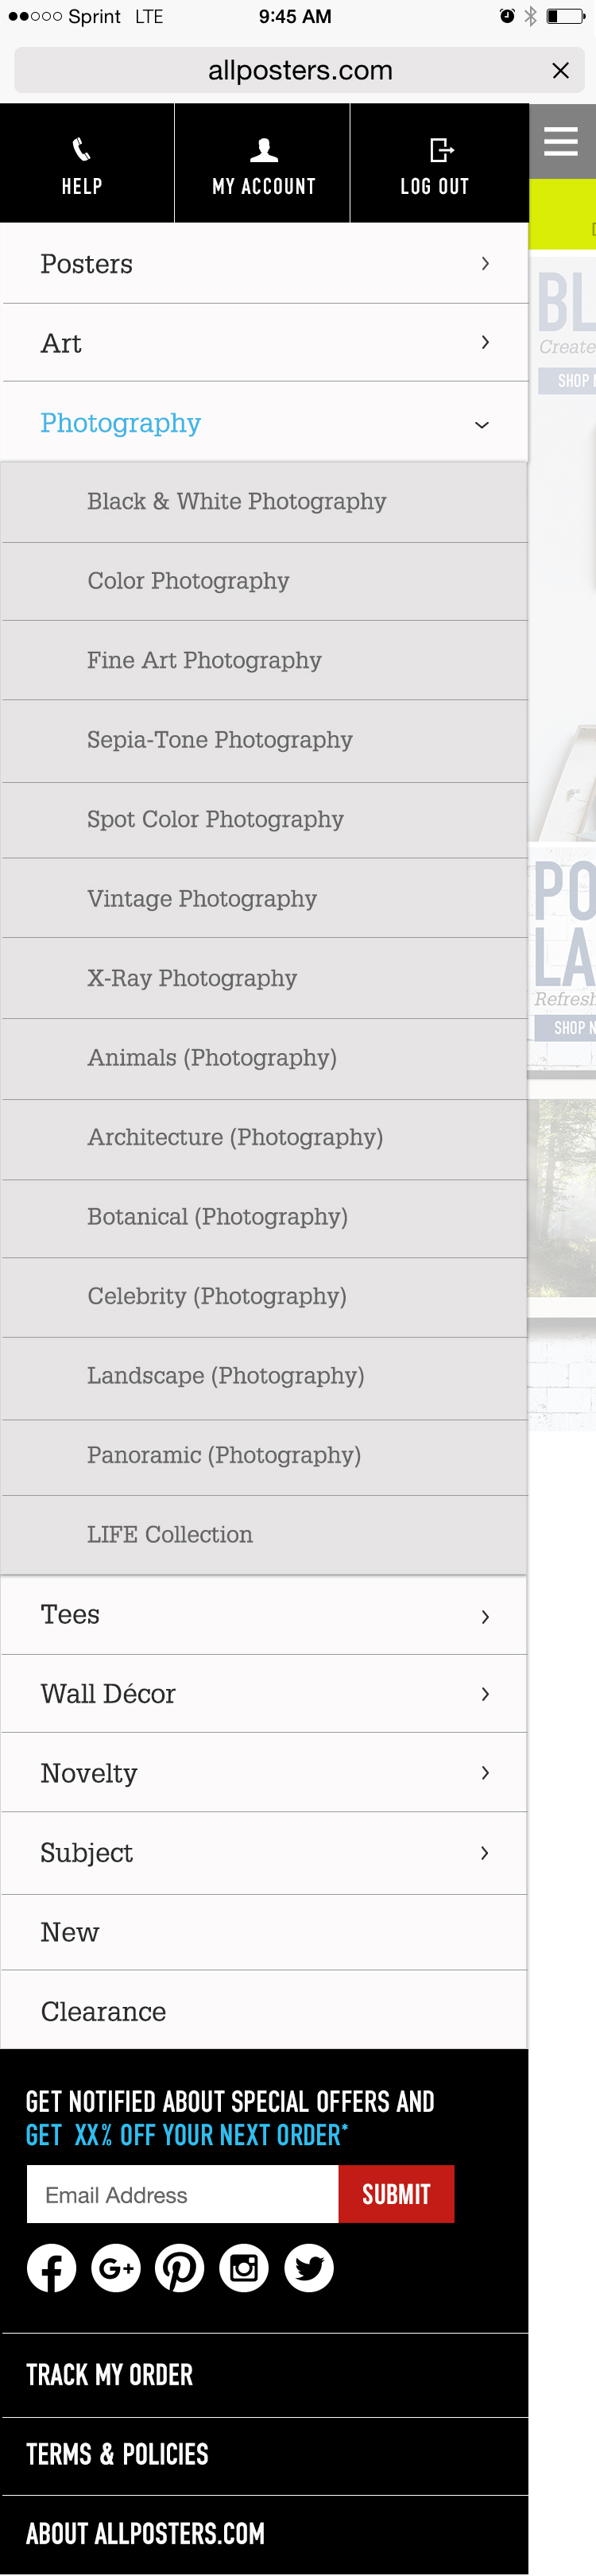 Sprint LTE 9:45 AM
allposters.com
HELP MY ACCOUNT LOG OUT
Posters
BL
Create
SHOP
Art
Photography
Black & White Photography
Color Photography
Fine Art Photography
Sepia-Tone Photography
Spot Color Photography
Vintage Photography
PO
LA
X-Ray Photography
Refresh
SHOP N
Animals (Photography)
Architecture (Photography)
Botanical (Photography)
Celebrity (Photography)
Landscape (Photography)
Panoramic (Photography)
LIFE Collection
Tees
Wall Décor
Novelty
Subject
New
Clearance
GET NOTIFIED ABOUT SPECIAL OFFERS AND
GET XX% OFF YOUR NEXT ORDER*
Email Address SUBMIT
TRACK MY ORDER
TERMS & POLICIES
ABOUT ALLPOSTERS.COM